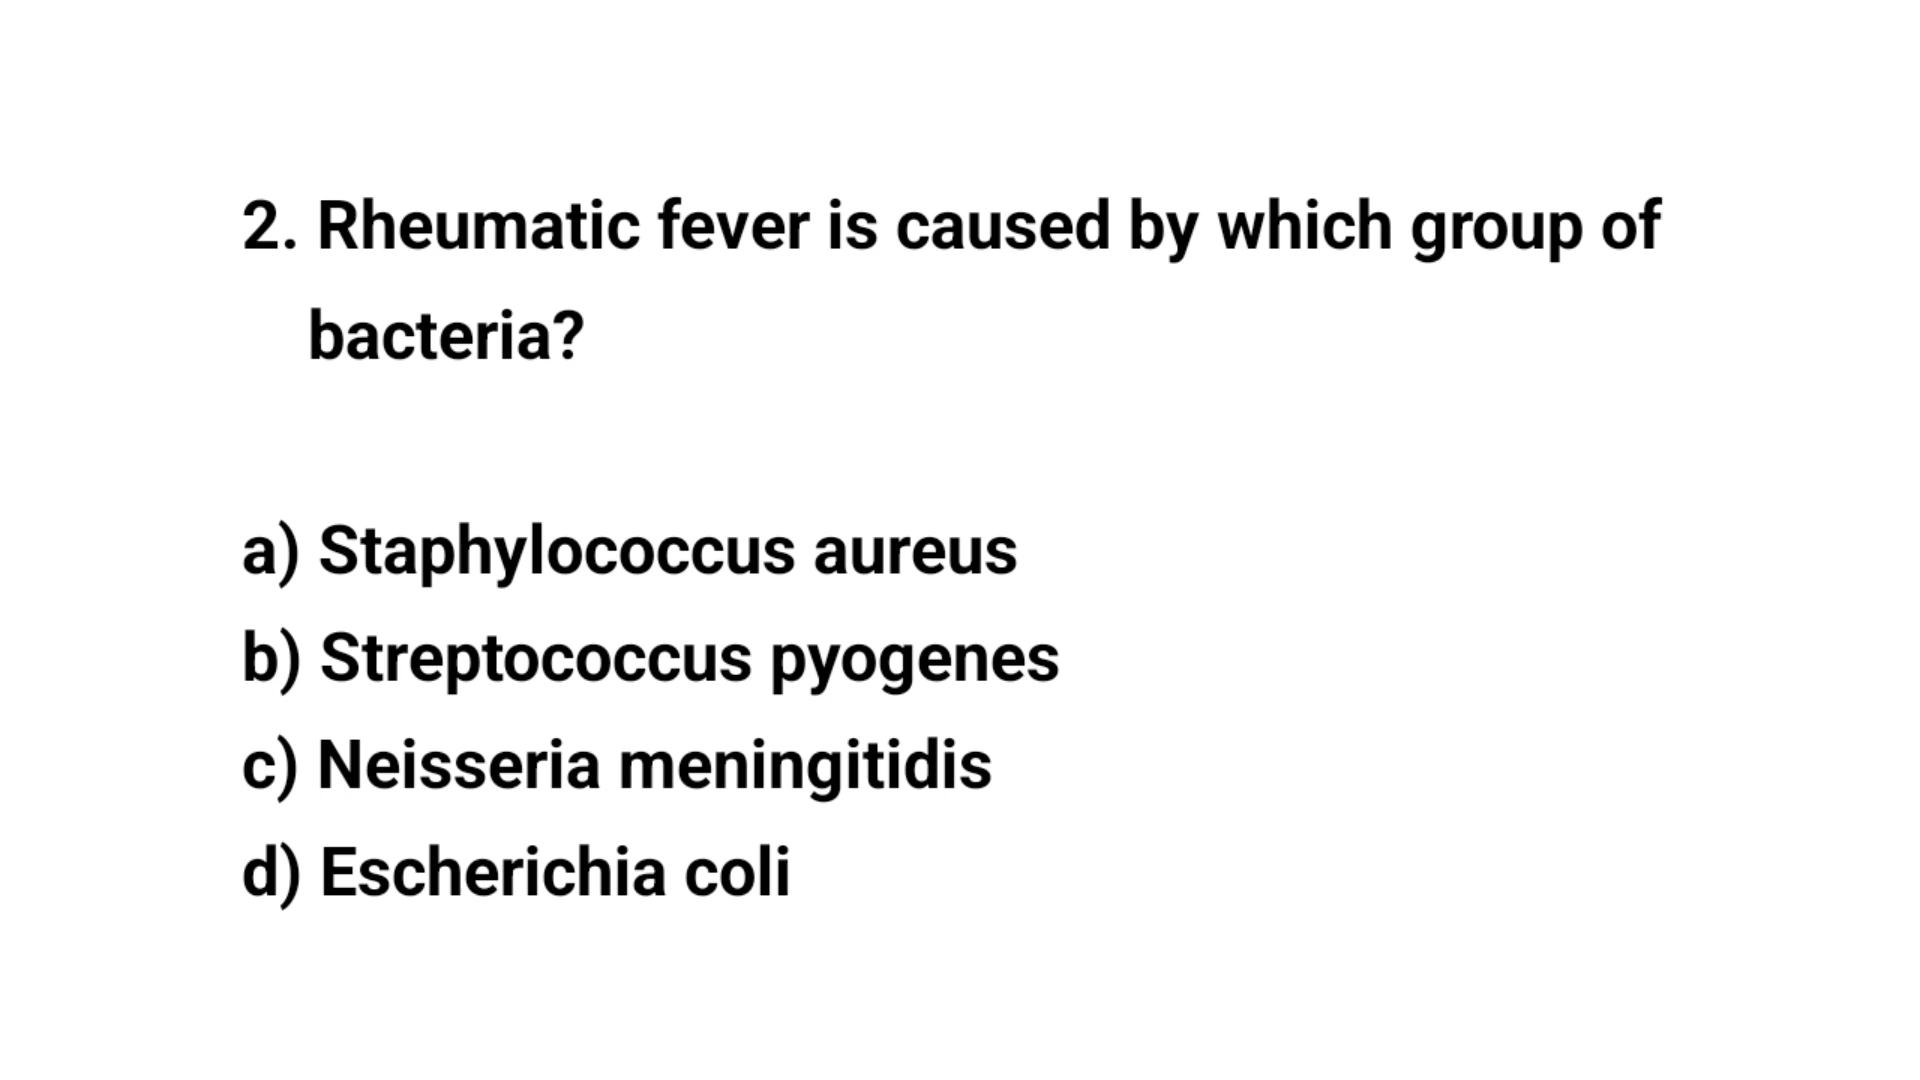 2. Rheumatic fever is caused by which group of
bacteria?
a) Staphylococcus aureus
b) Streptococcus pyogenes
c) Neisseria meningitidis
d) Escherichia coli